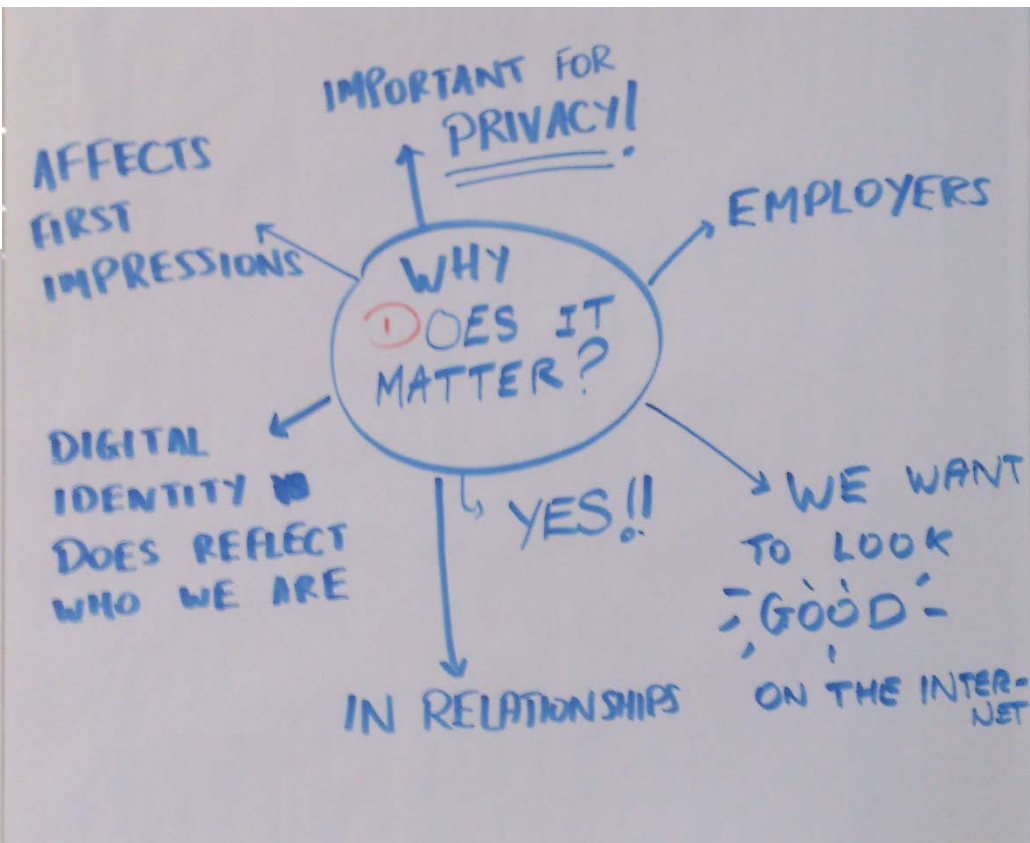 IMPORTANT FOR
PRIVACY!
AFFECTS
FIRST
IMPRESSIONS
EMPLOYERS
WHY
DOES IT
MATTER?
DIGITAL
IDENTITY
DOES REFLECT
WHO WE ARE
YES!!
WE WANT
TO LOOK
GOOD
ON THE INTER-
NET
IN RELATIONSHIPS